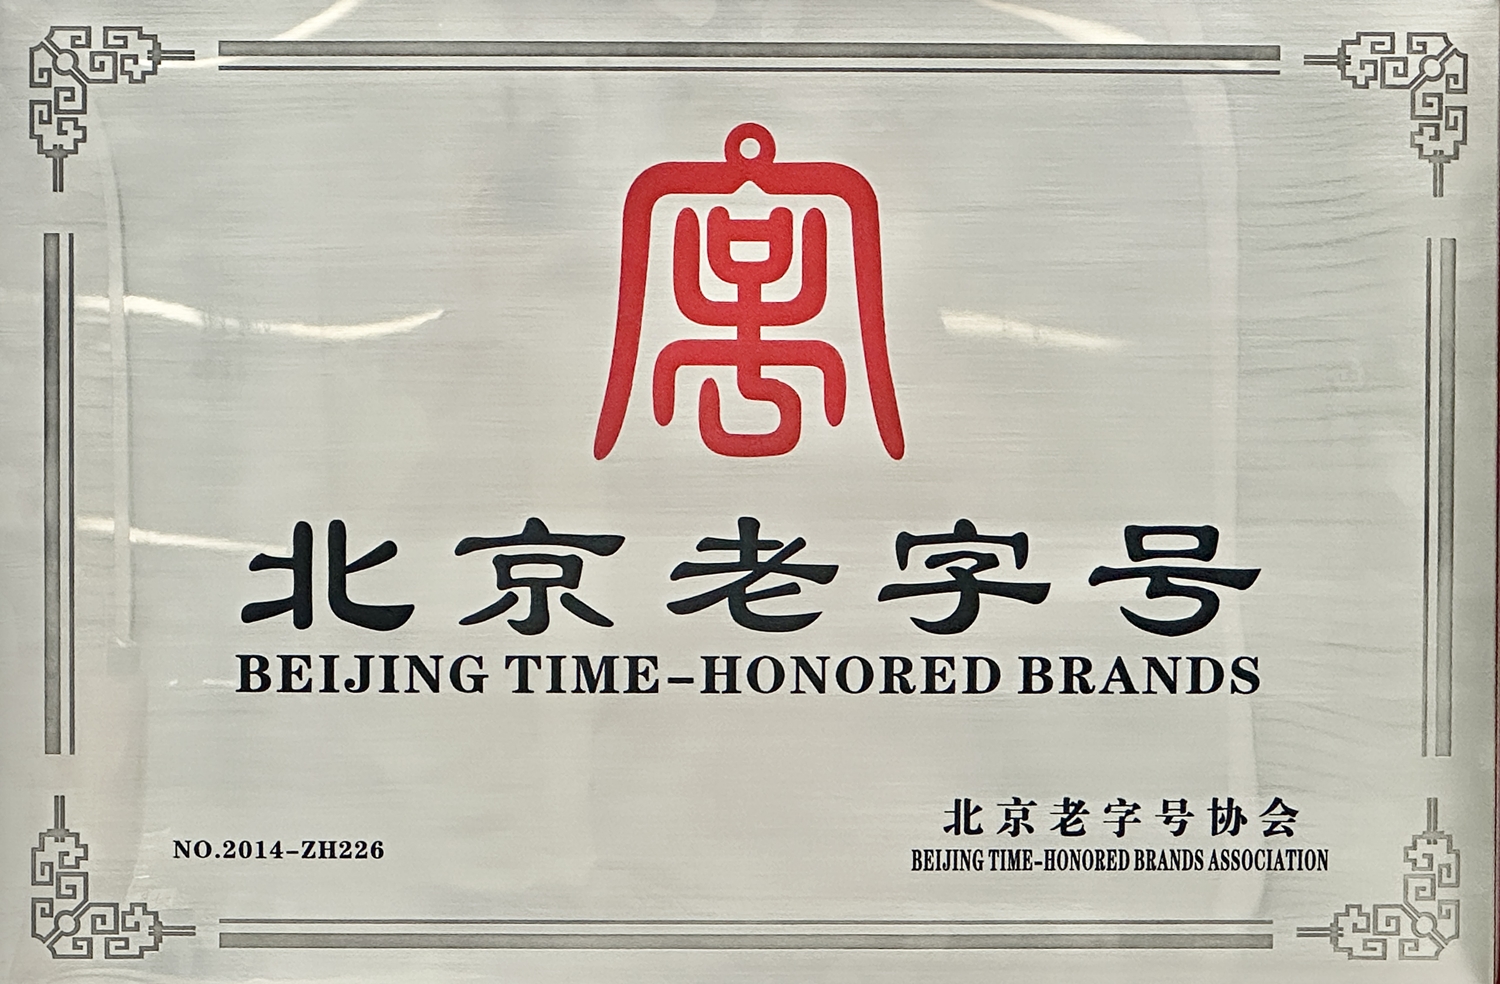 北京老字号
BEIJING TIME-HONORED BRANDS
NO.2014-ZH226
北京老字号协会
BEIJING TIME-HONORED BRANDS ASSOCIATION